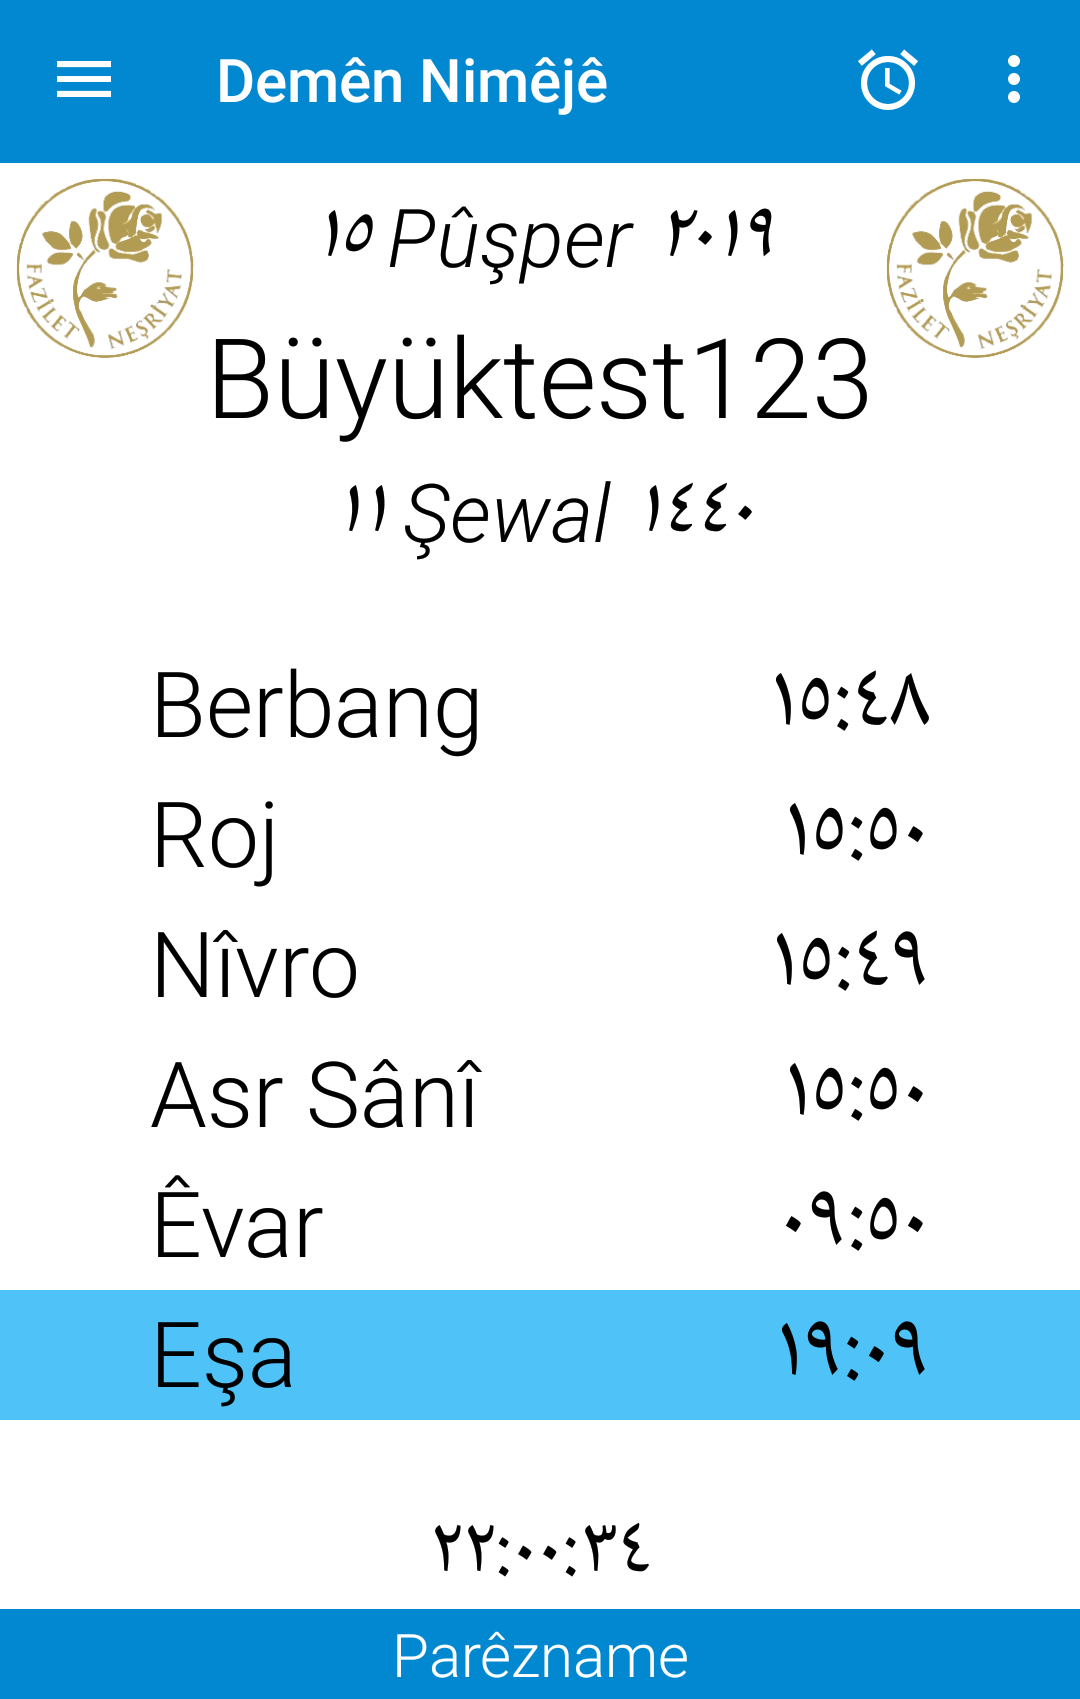 Demên Nimêjê
FAZİLET NEŞRİYAT
١٥ Pûşper ٢٠١٩
FAZİLET NEŞRİYAT
Büyüktest123
١١ Şewal ١٤٤٠
Berbang ١٥:٤٨
Roj ١٥:٥٠
Nîvro ١٥:٤٩
Asr Sânî ١٥:٥٠
Êvar ٠٩:٥٠
Eşa ١٩:٠٩
٢٢:٠٠:٣٤
Parêzname